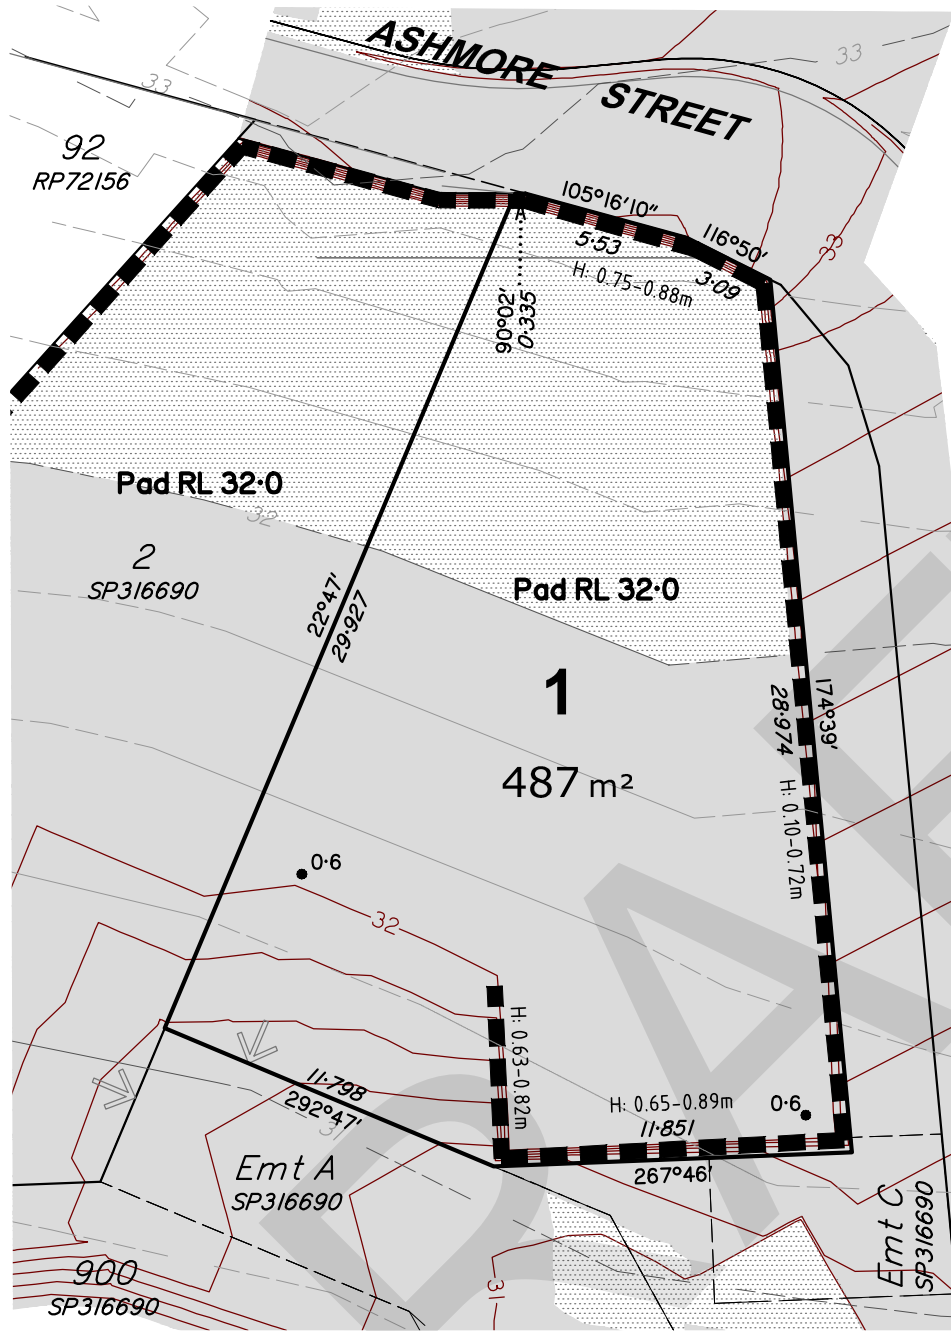 ASHMORE STREET
33
33
92
RP72156
105°16'10"
116°50'
33
A
5·53
3·09
H: 0.75-0.88m
90°02'
0·335
Pad RL 32·0
32
2
SP316690
Pad RL 32·0
22°47'
29·927
1
487 m²
174°39'
28·974
H: 0.10-0.72m
0·6
32
H: 0.63-0.82m
11·798
292°47'
31
H: 0.65-0.89m
0·6
11·851
267°46'
Emt A
SP316690
Emt C
SP316690
900
SP316690
31